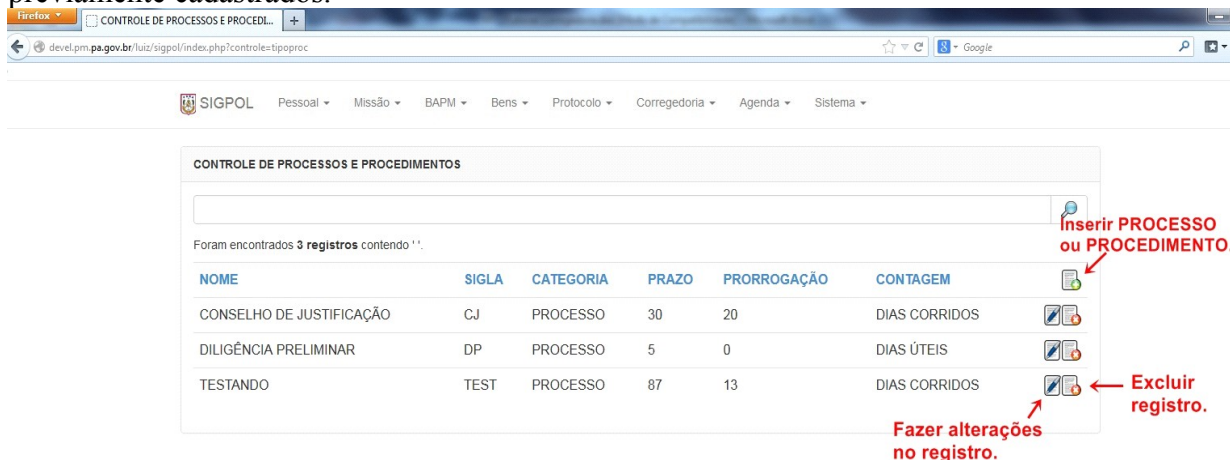 previamente cadastrados.
Firefox
CONTROLE DE PROCESSOS E PROCEDI...
devel.pm.pa.gov.br/luiz/sigpol/index.php?controle=tipoproc
Google
SIGPOL Pessoal Missão BAPM Bens Protocolo Corregedoria Agenda Sistema
CONTROLE DE PROCESSOS E PROCEDIMENTOS
Inserir PROCESSO
ou PROCEDIMENTO.
Foram encontrados 3 registros contendo ' '.
NOME SIGLA CATEGORIA PRAZO PRORROGAÇÃO CONTAGEM
CONSELHO DE JUSTIFICAÇÃO CJ PROCESSO 30 20 DIAS CORRIDOS
DILIGÊNCIA PRELIMINAR DP PROCESSO 5 0 DIAS ÚTEIS
TESTANDO TEST PROCESSO 87 13 DIAS CORRIDOS
Excluir
registro.
Fazer alterações
no registro.